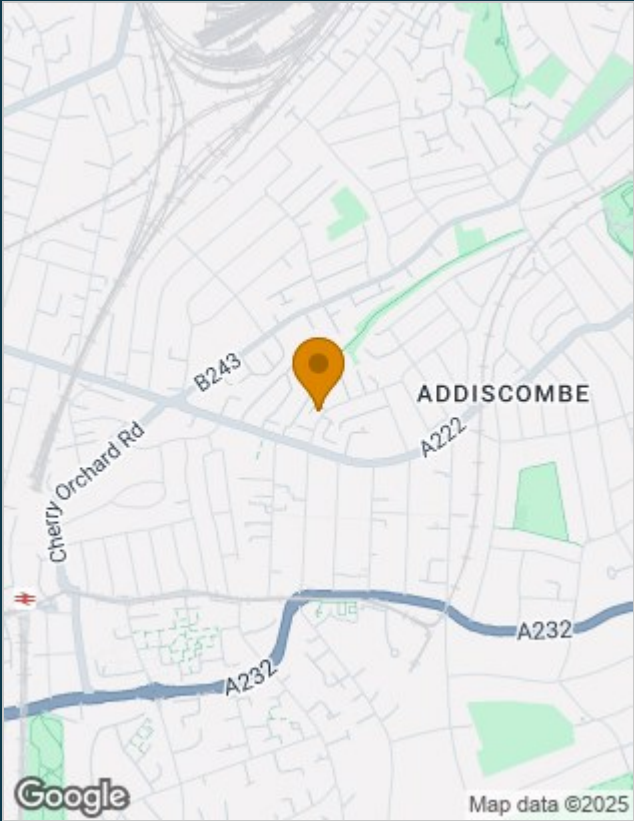 B243
ADDISCOMBE
A222
Cherry Orchard Rd
A232
A232
Google
Map data ©2025